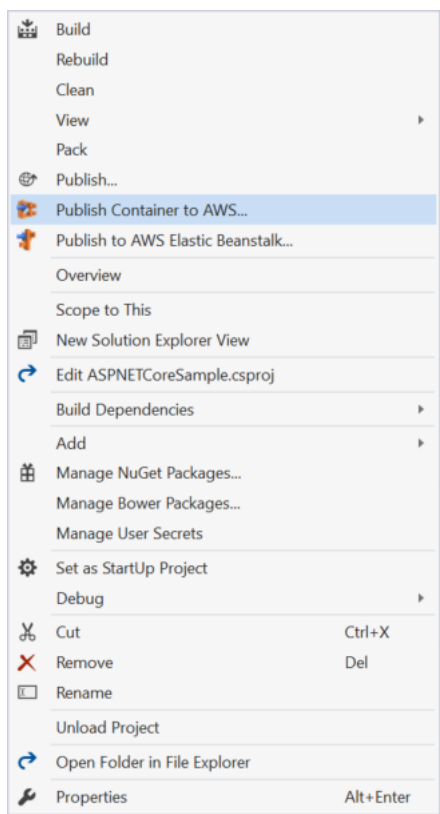 Build
Rebuild
Clean
View
Pack
Publish...
Publish Container to AWS...
Publish to AWS Elastic Beanstalk...
Overview
Scope to This
New Solution Explorer View
Edit ASPNETCoreSample.csproj
Build Dependencies
Add
Manage NuGet Packages...
Manage Bower Packages...
Manage User Secrets
Set as StartUp Project
Debug
Cut Ctrl+X
Remove Del
Rename
Unload Project
Open Folder in File Explorer
Properties Alt+Enter